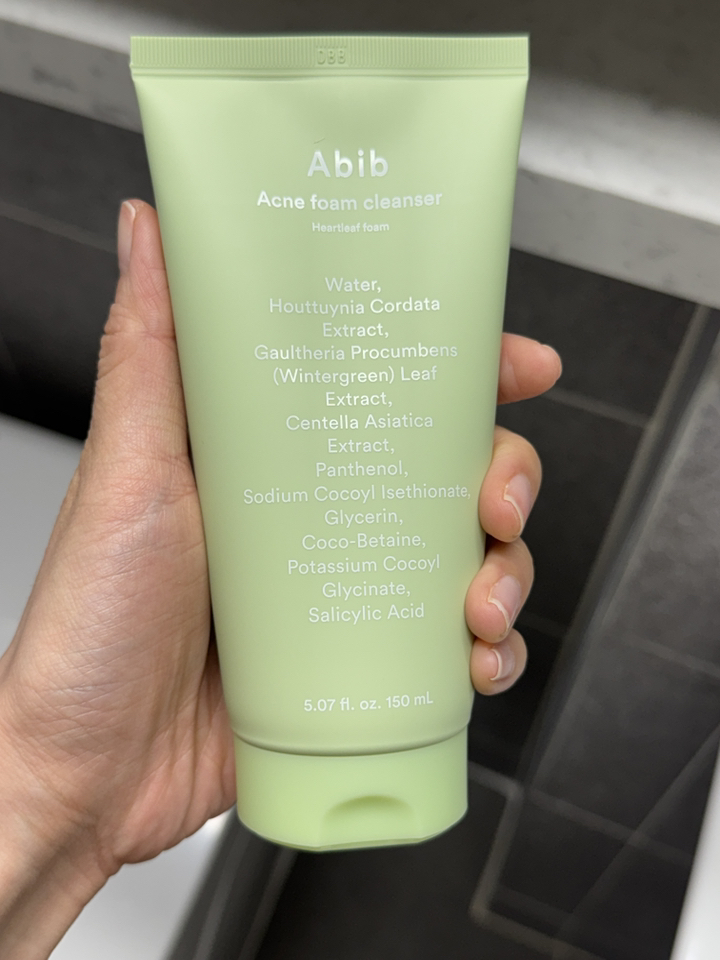 Abib
Acne foam cleanser
Heartleaf foam
Water,
Houttuynia Cordata
Extract,
Gaultheria Procumbens
(Wintergreen) Leaf
Extract,
Centella Asiatica
Extract,
Panthenol,
Sodium Cocoyl Isethionate,
Glycerin,
Coco-Betaine,
Potassium Cocoyl
Glycinate,
Salicylic Acid
5.07 fl. oz. 150 mL